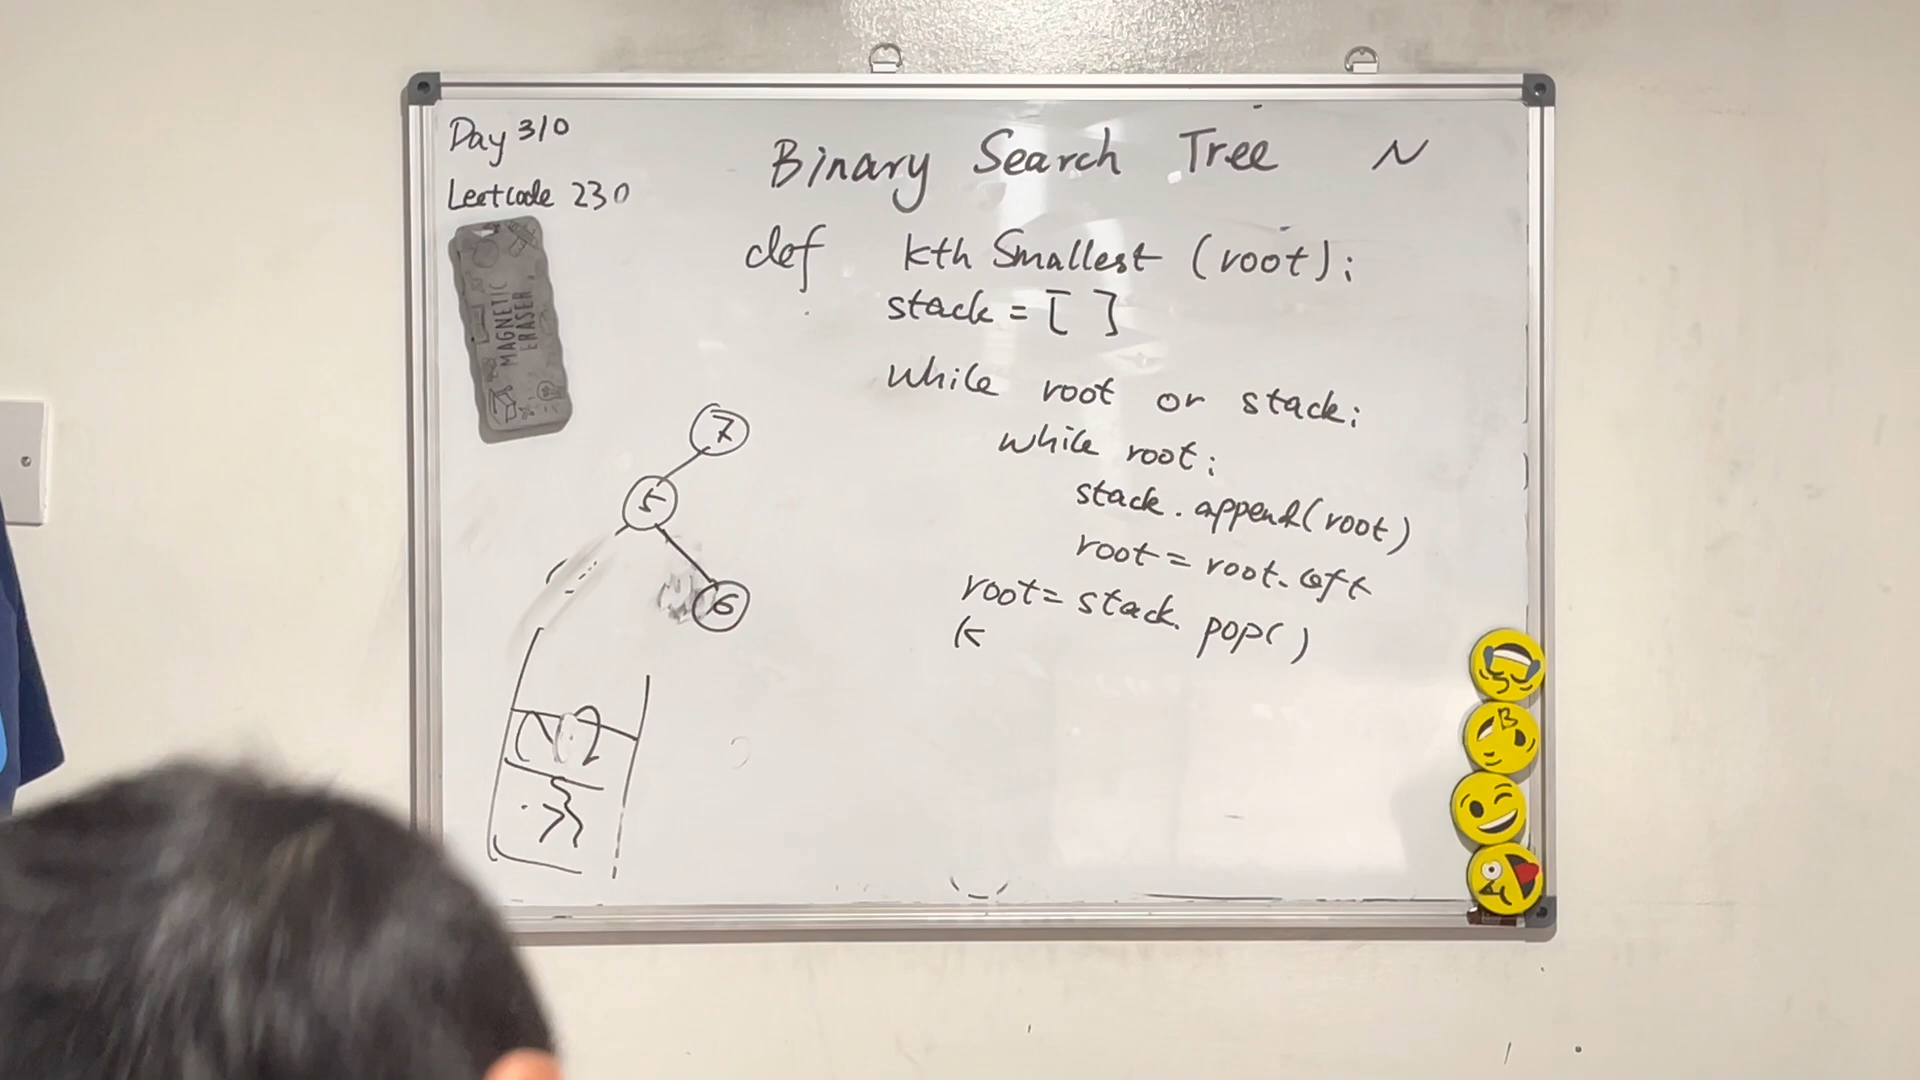 Day 310
Leetcode 230
MAGNETIC
ERASER
Binary Search Tree N
def kth Smallest (root):
stack = [ ]
while root or stack:
while root:
stack.append(root)
root = root.left
root = stack.pop()
k
7
5
6